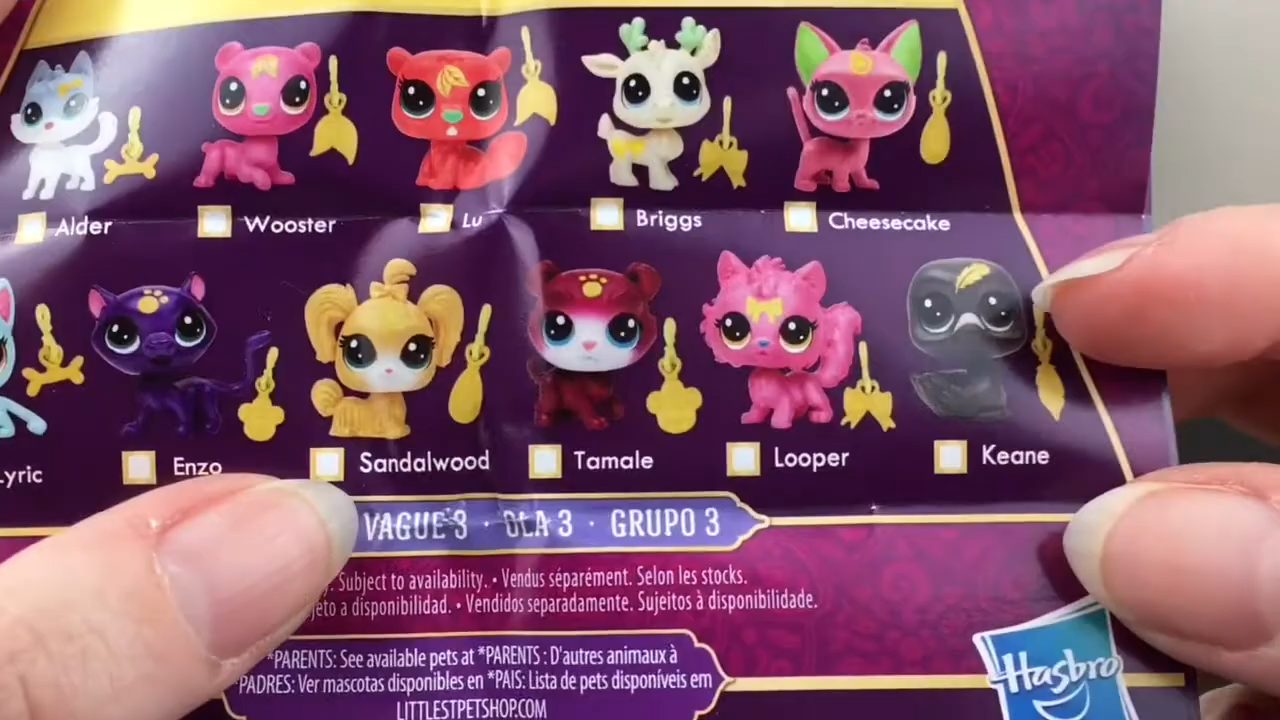 Alder
Wooster
Lu
Briggs
Cheesecake
Lyric
Enzo
Sandalwood
Tamale
Looper
Keane
VAGUE 3 · OLA 3 · GRUPO 3
Subject to availability. • Vendus séparément. Selon les stocks.
a disponibilidad. • Vendidos separadamente. Sujeitos à disponibilidade.
*PARENTS: See available pets at *PARENTS : D'autres animaux à
*PADRES: Ver mascotas disponibles en *PAIS: Lista de pets disponíveis em
LITTLESTPETSHOP.COM
Hasbro